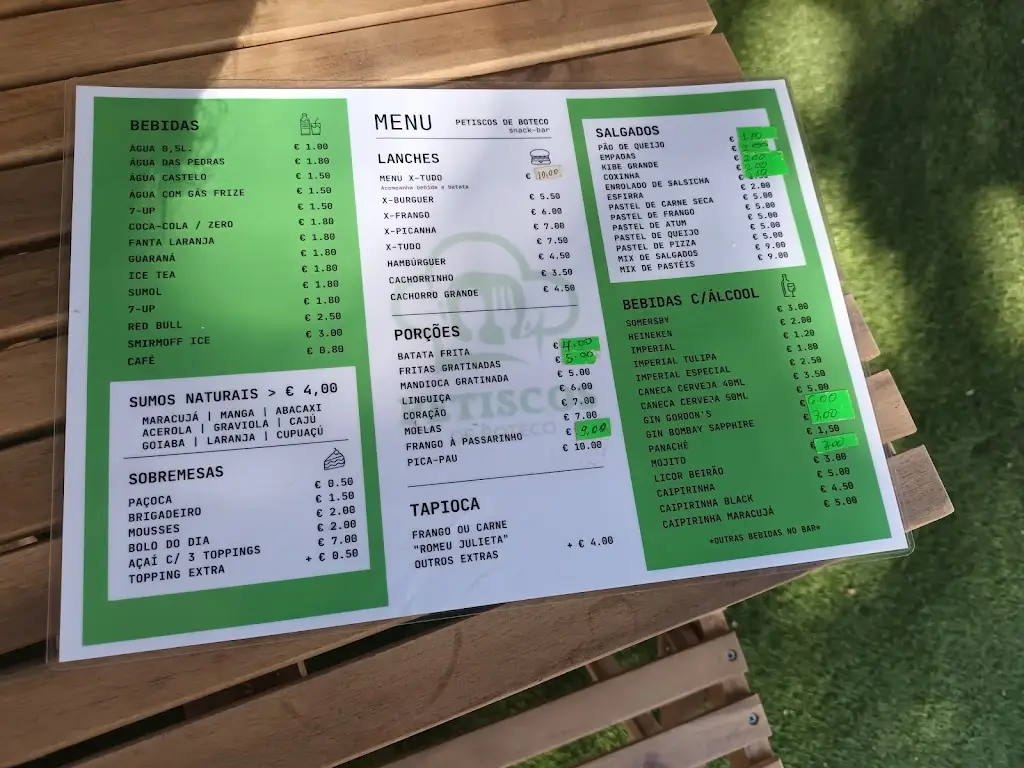 BEBIDAS
ÁGUA 0,5L. € 1.00
ÁGUA DAS PEDRAS € 1.80
ÁGUA CASTELO € 1.50
ÁGUA COM GÁS FRIZE € 1.50
7-UP € 1.50
COCA-COLA / ZERO € 1.80
FANTA LARANJA € 1.80
GUARANÁ € 1.80
ICE TEA € 1.80
SUMOL € 1.80
7-UP € 1.80
RED BULL € 2.50
SMIRMOFF ICE € 3.00
CAFÉ € 0.80
SUMOS NATURAIS > € 4,00
MARACUJÁ | MANGA | ABACAXI
ACEROLA | GRAVIOLA | CAJÚ
GOIABA | LARANJA | CUPUAÇÚ
SOBREMESAS
PAÇOCA € 0.50
BRIGADEIRO € 1.50
MOUSSES € 2.00
BOLO DO DIA € 2.00
AÇAÍ C/ 3 TOPPINGS € 7.00
TOPPING EXTRA + € 0.50
MENU PETISCOS DE BOTECO
snack-bar
LANCHES
MENU X-TUDO € 10,00
Acompanha bebida e batata
X-BURGUER € 5.50
X-FRANGO € 6.00
X-PICANHA € 7.00
X-TUDO € 7.50
HAMBÚRGUER € 4.50
CACHORRINHO € 3.50
CACHORRO GRANDE € 4.50
PORÇÕES
BATATA FRITA € 4.00
FRITAS GRATINADAS € 5.00
MANDIOCA GRATINADA € 5.00
LINGUIÇA € 6.00
CORAÇÃO € 7.00
MOELAS € 7.00
FRANGO À PASSARINHO € 9,00
PICA-PAU € 10.00
TAPIOCA
FRANGO OU CARNE
"ROMEU JULIETA" + € 4.00
OUTROS EXTRAS
SALGADOS
PÃO DE QUEIJO € 1,00
EMPADAS €
KIBE GRANDE € 2.00
COXINHA € 2.00
ENROLADO DE SALSICHA €
ESFIRRA € 2.00
PASTEL DE CARNE SECA € 5.00
PASTEL DE FRANGO € 5.00
PASTEL DE ATUM € 5.00
PASTEL DE QUEIJO € 5.00
PASTEL DE PIZZA € 5.00
MIX DE SALGADOS € 9.00
MIX DE PASTÉIS € 9.00
BEBIDAS C/ÁLCOOL
SOMERSBY € 3.00
HEINEKEN € 2.00
IMPERIAL € 1.20
IMPERIAL TULIPA € 1.80
IMPERIAL ESPECIAL € 2.50
CANECA CERVEJA 40ML € 3.50
CANECA CERVEJA 50ML € 5.00
GIN GORDON'S € 6.00
GIN BOMBAY SAPPHIRE € 7.00
PANACHÉ € 1,50
MOJITO € 7.00
LICOR BEIRÃO € 3.00
CAIPIRINHA € 5.00
CAIPIRINHA BLACK € 4.50
CAIPIRINHA MARACUJÁ € 5.00
*OUTRAS BEBIDAS NO BAR*